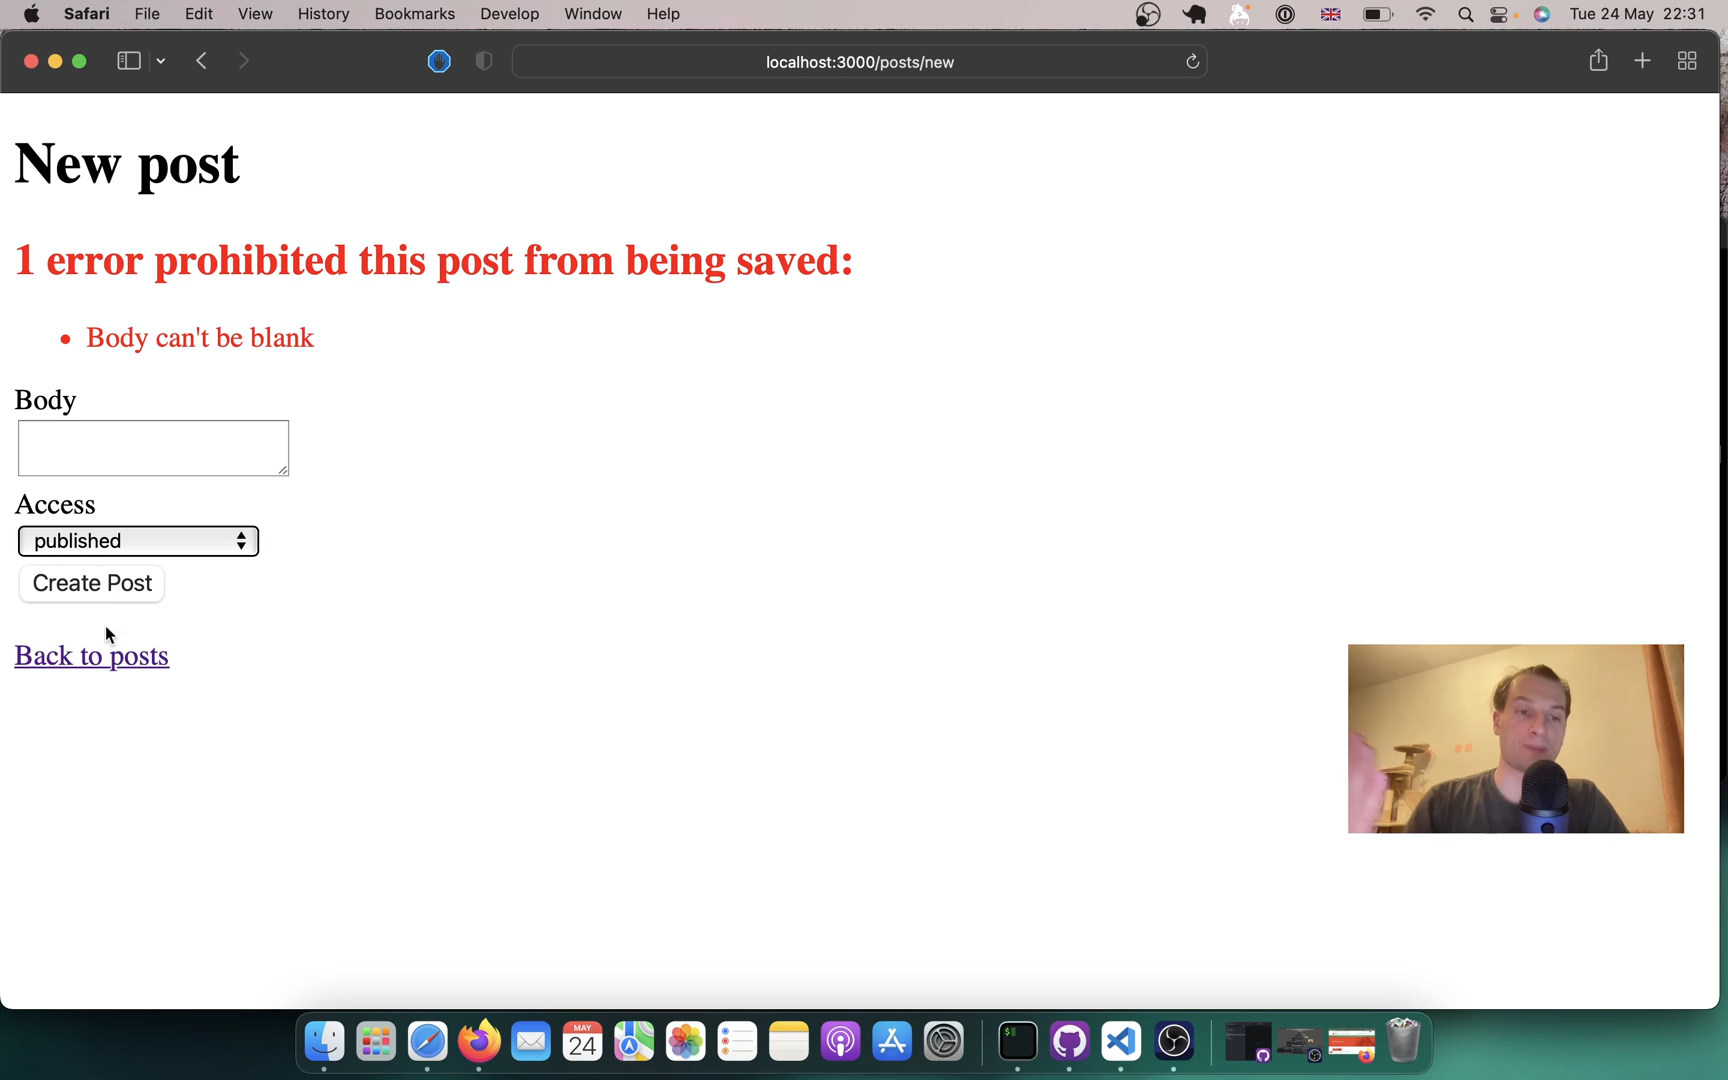 Safari File Edit View History Bookmarks Develop Window Help Tue 24 May 22:31
localhost:3000/posts/new
New post
1 error prohibited this post from being saved:
• Body can't be blank
Body
Access
published
Create Post
Back to posts
MAY
24
$